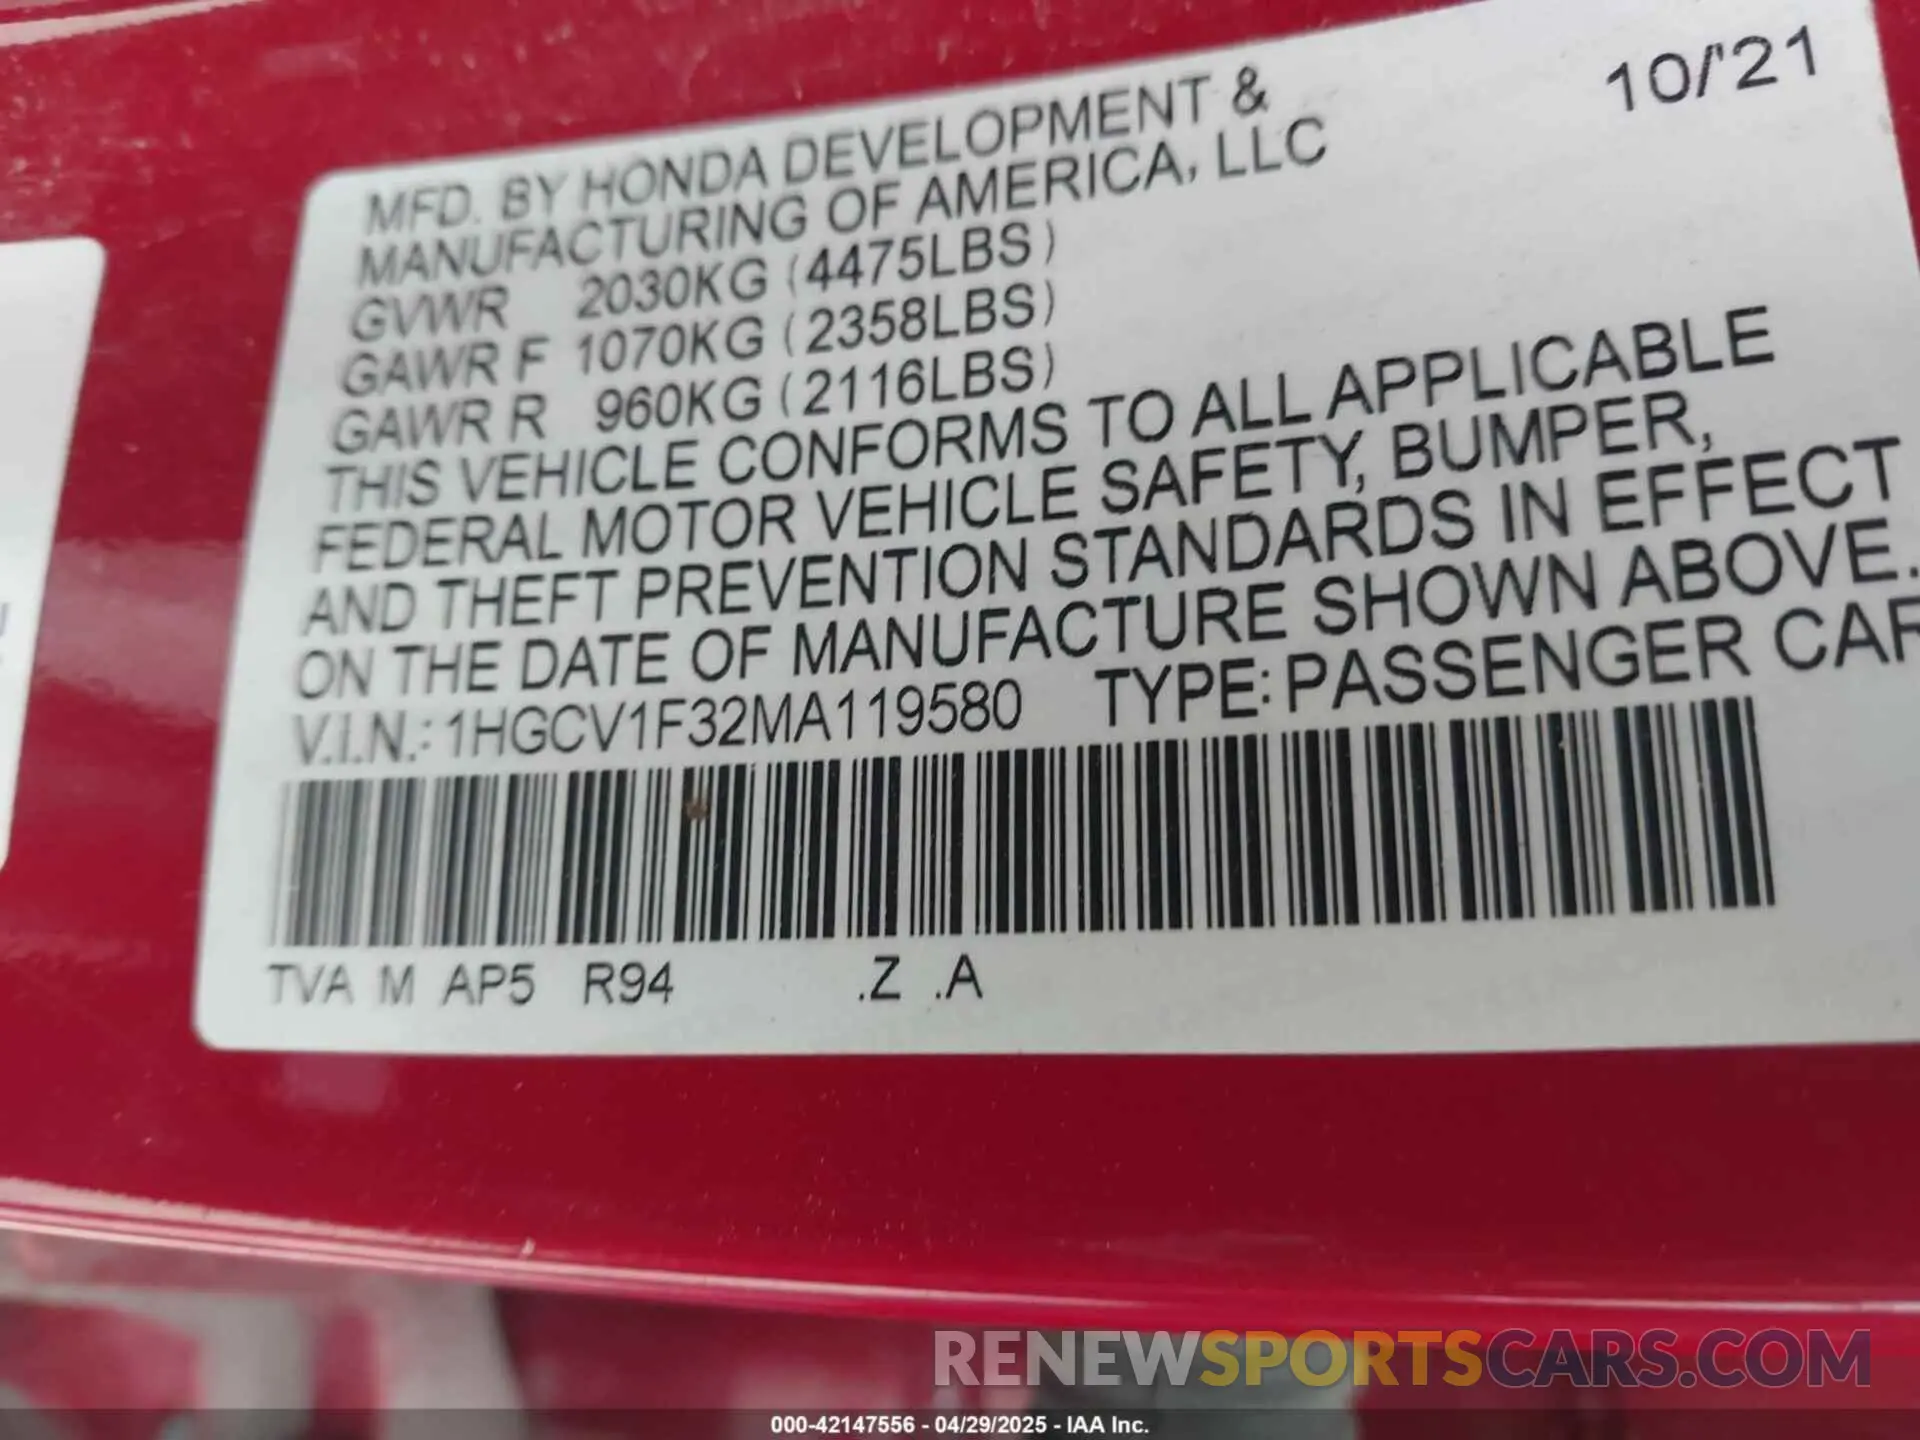 10/'21
MFD. BY HONDA DEVELOPMENT &
MANUFACTURING OF AMERICA, LLC
GVWR 2030KG (4475LBS)
GAWR F 1070KG (2358LBS)
GAWR R 960KG (2116LBS)
THIS VEHICLE CONFORMS TO ALL APPLICABLE
FEDERAL MOTOR VEHICLE SAFETY, BUMPER,
AND THEFT PREVENTION STANDARDS IN EFFECT
ON THE DATE OF MANUFACTURE SHOWN ABOVE.
V.I.N.: 1HGCV1F32MA119580 TYPE: PASSENGER CAR
TVA M AP5 R94 .Z .A
RENEWSPORTSCARS.COM
000-42147556 - 04/29/2025 - IAA Inc.